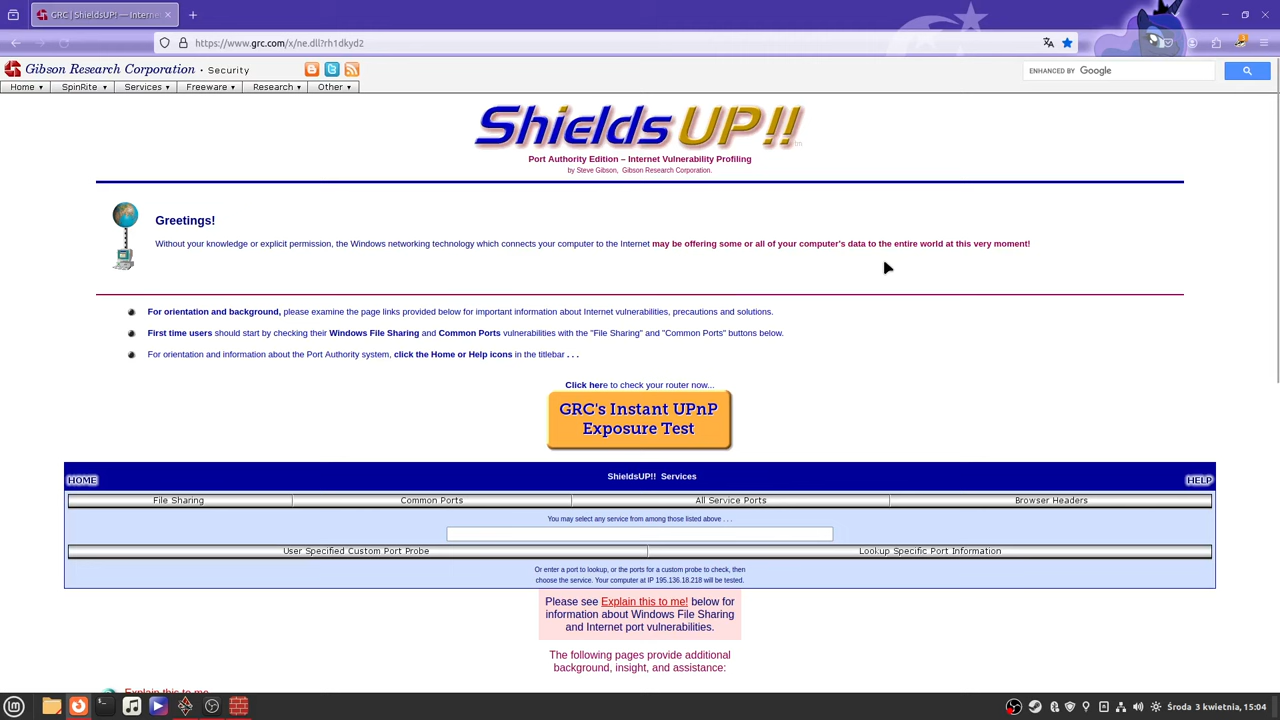 GRC | ShieldsUP! — Internet
https://www.grc.com/x/ne.dll?rh1dkyd2
Gibson Research Corporation • Security
ENHANCED BY Google
Home ▼ SpinRite ▼ Services ▼ Freeware ▼ Research ▼ Other ▼
Shields UP!!
tm
Port Authority Edition – Internet Vulnerability Profiling
by Steve Gibson, Gibson Research Corporation.
Greetings!
Without your knowledge or explicit permission, the Windows networking technology which connects your computer to the Internet may be offering some or all of your computer's data to the entire world at this very moment!
For orientation and background, please examine the page links provided below for important information about Internet vulnerabilities, precautions and solutions.
First time users should start by checking their Windows File Sharing and Common Ports vulnerabilities with the "File Sharing" and "Common Ports" buttons below.
For orientation and information about the Port Authority system, click the Home or Help icons in the titlebar . . .
Click here to check your router now...
GRC's Instant UPnP
Exposure Test
HOME ShieldsUP!! Services HELP
File Sharing Common Ports All Service Ports Browser Headers
You may select any service from among those listed above . . .
User Specified Custom Port Probe Lookup Specific Port Information
Or enter a port to lookup, or the ports for a custom probe to check, then
choose the service. Your computer at IP 195.136.18.218 will be tested.
Please see Explain this to me! below for
information about Windows File Sharing
and Internet port vulnerabilities.
The following pages provide additional
background, insight, and assistance:
Explain this to me
Środa 3 kwietnia, 15:04